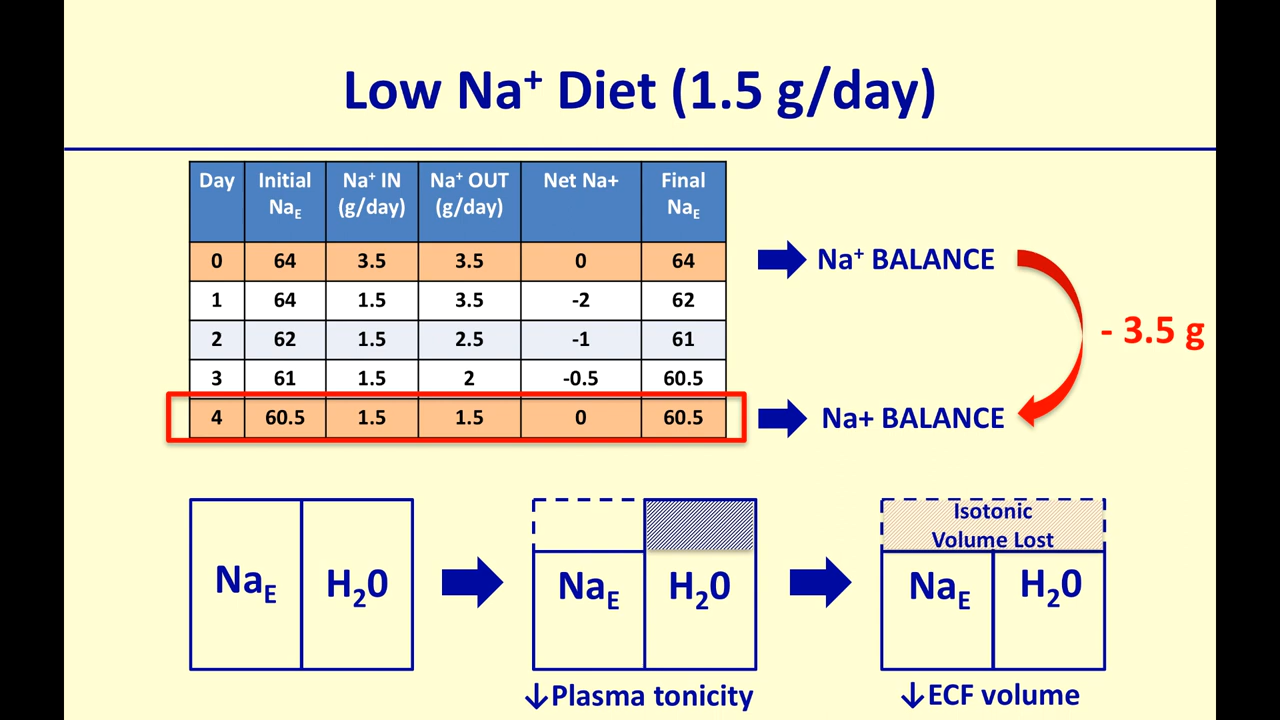 Low Na⁺ Diet (1.5 g/day)
Day Initial Na⁺ IN Na⁺ OUT Net Na+ Final
NaE (g/day) (g/day) NaE
0 64 3.5 3.5 0 64
1 64 1.5 3.5 -2 62
2 62 1.5 2.5 -1 61
3 61 1.5 2 -0.5 60.5
4 60.5 1.5 1.5 0 60.5
Na⁺ BALANCE
- 3.5 g
Na+ BALANCE
NaE H₂0
NaE H₂0
Isotonic
Volume Lost
NaE H₂0
↓Plasma tonicity
↓ECF volume